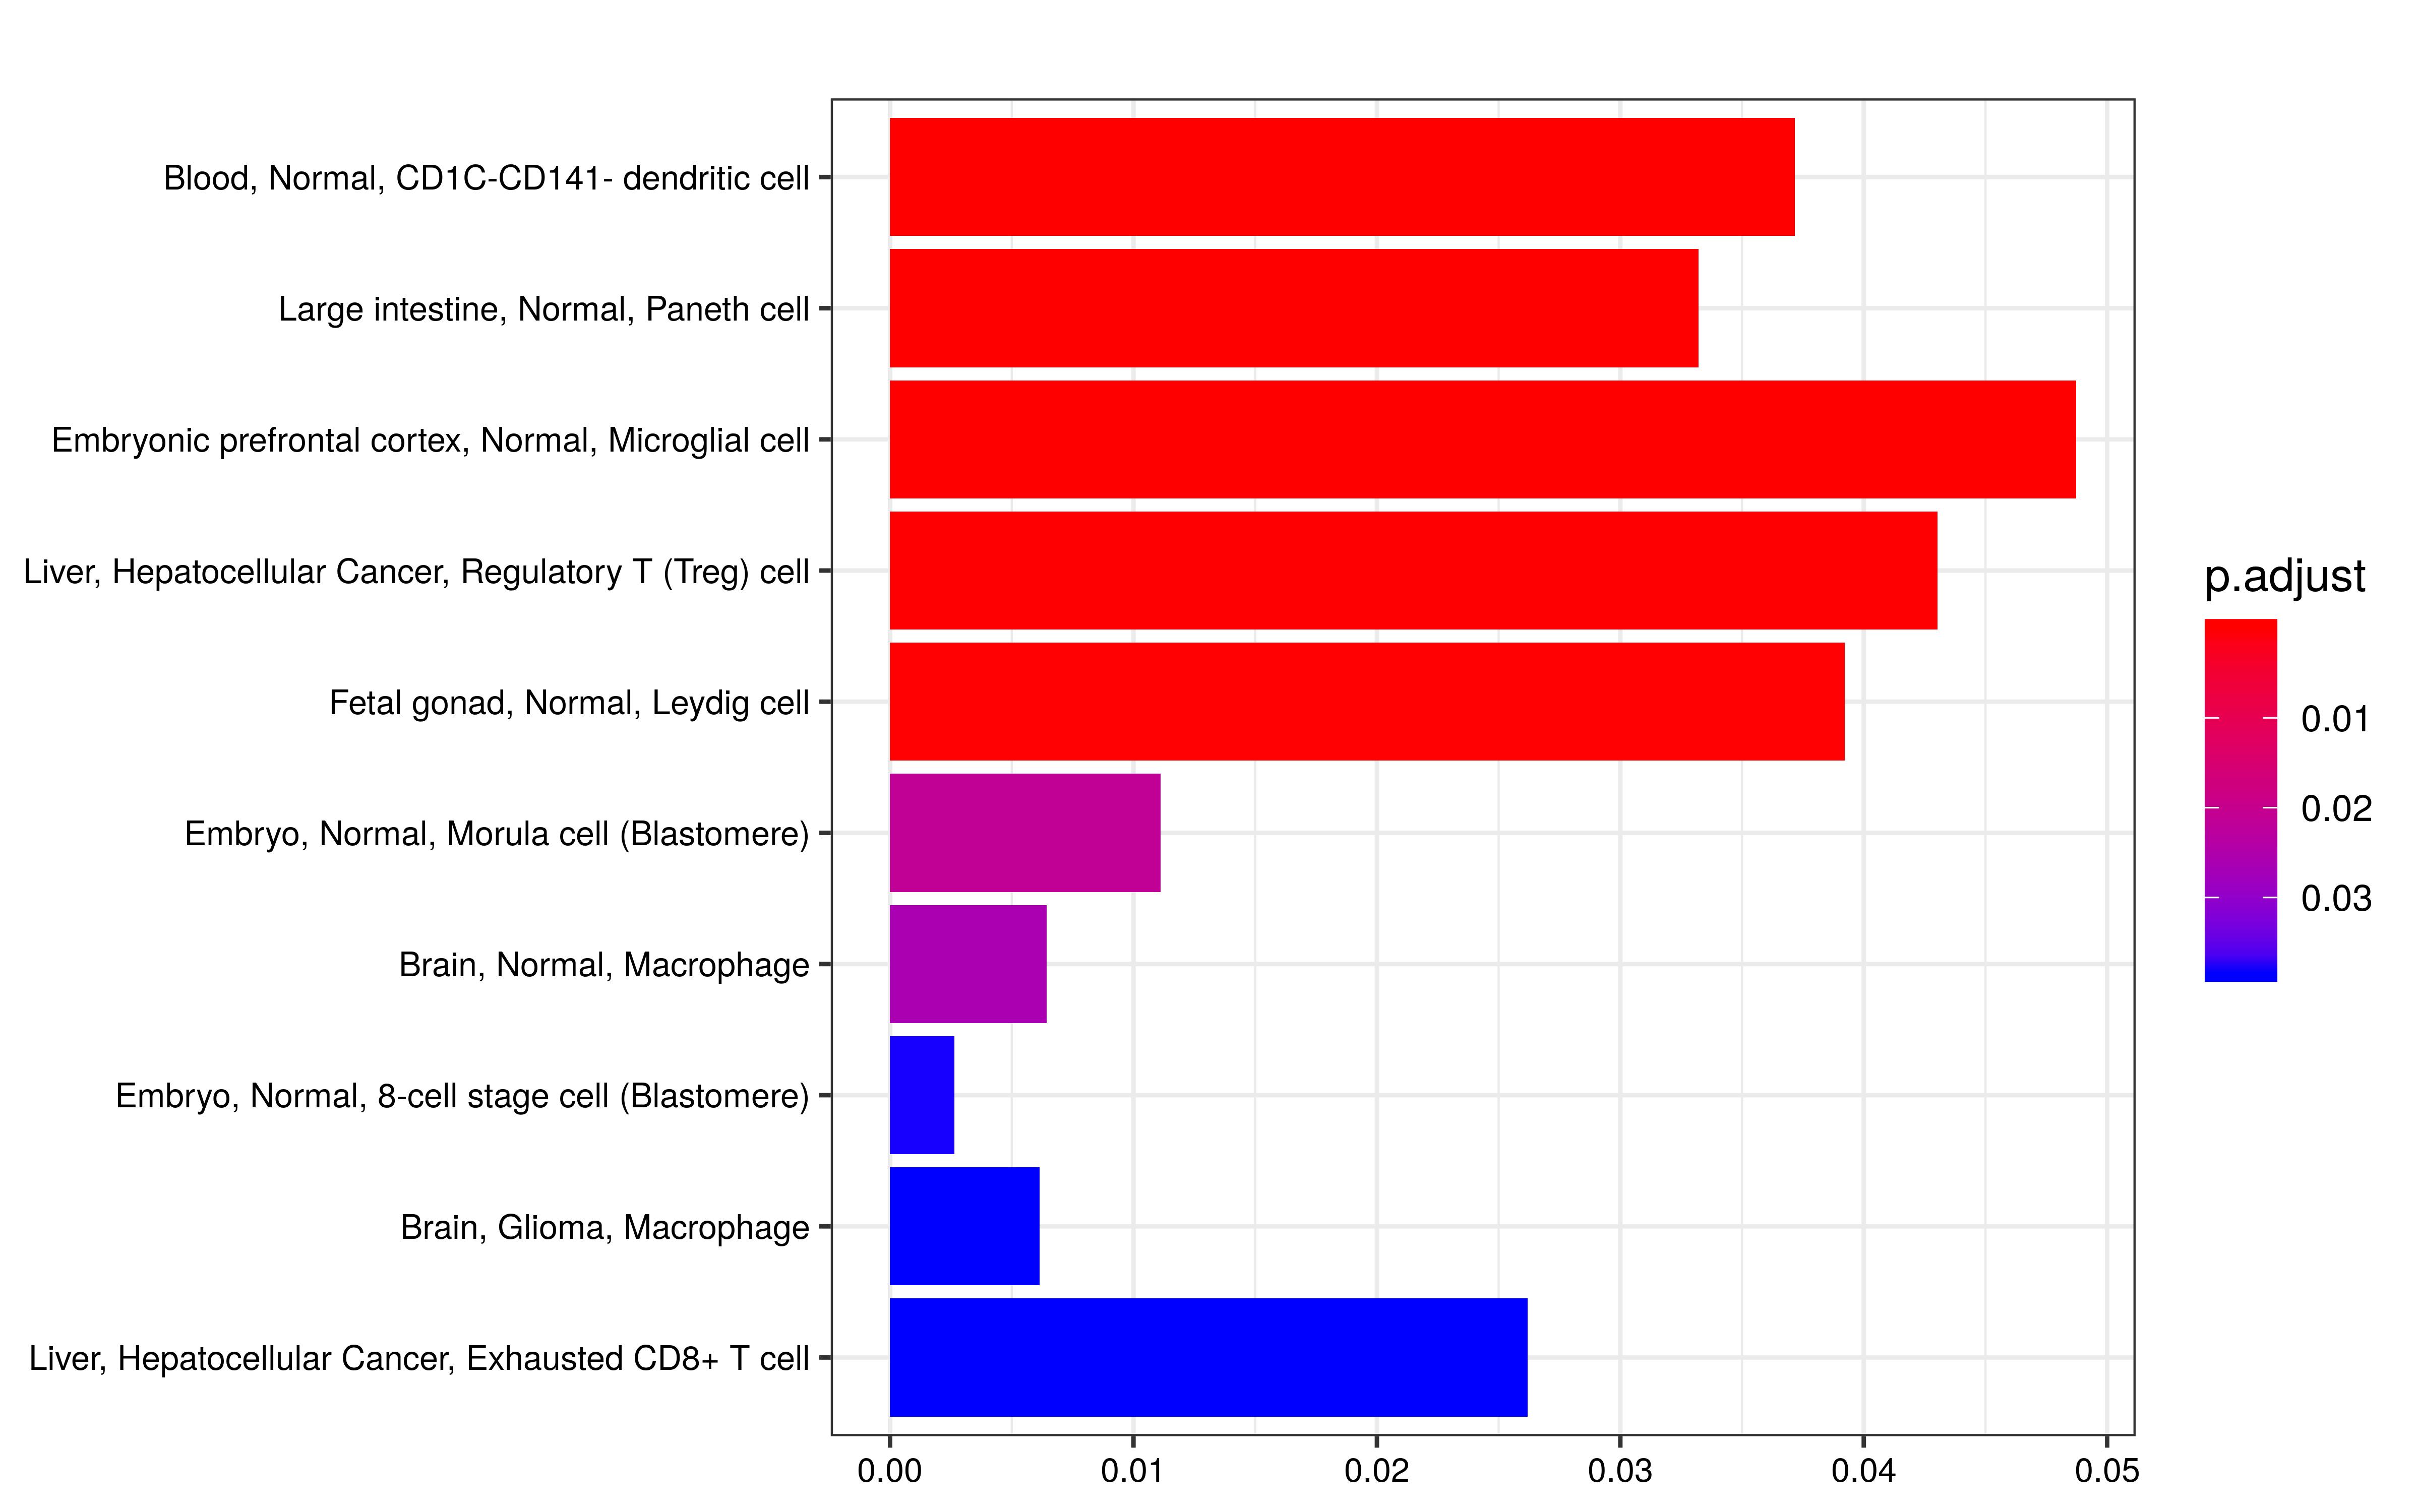 Blood, Normal, CD1C-CD141- dendritic cell
Large intestine, Normal, Paneth cell
Embryonic prefrontal cortex, Normal, Microglial cell
Liver, Hepatocellular Cancer, Regulatory T (Treg) cell
Fetal gonad, Normal, Leydig cell
Embryo, Normal, Morula cell (Blastomere)
Brain, Normal, Macrophage
Embryo, Normal, 8-cell stage cell (Blastomere)
Brain, Glioma, Macrophage
Liver, Hepatocellular Cancer, Exhausted CD8+ T cell
0.00 0.01 0.02 0.03 0.04 0.05
p.adjust
0.01
0.02
0.03